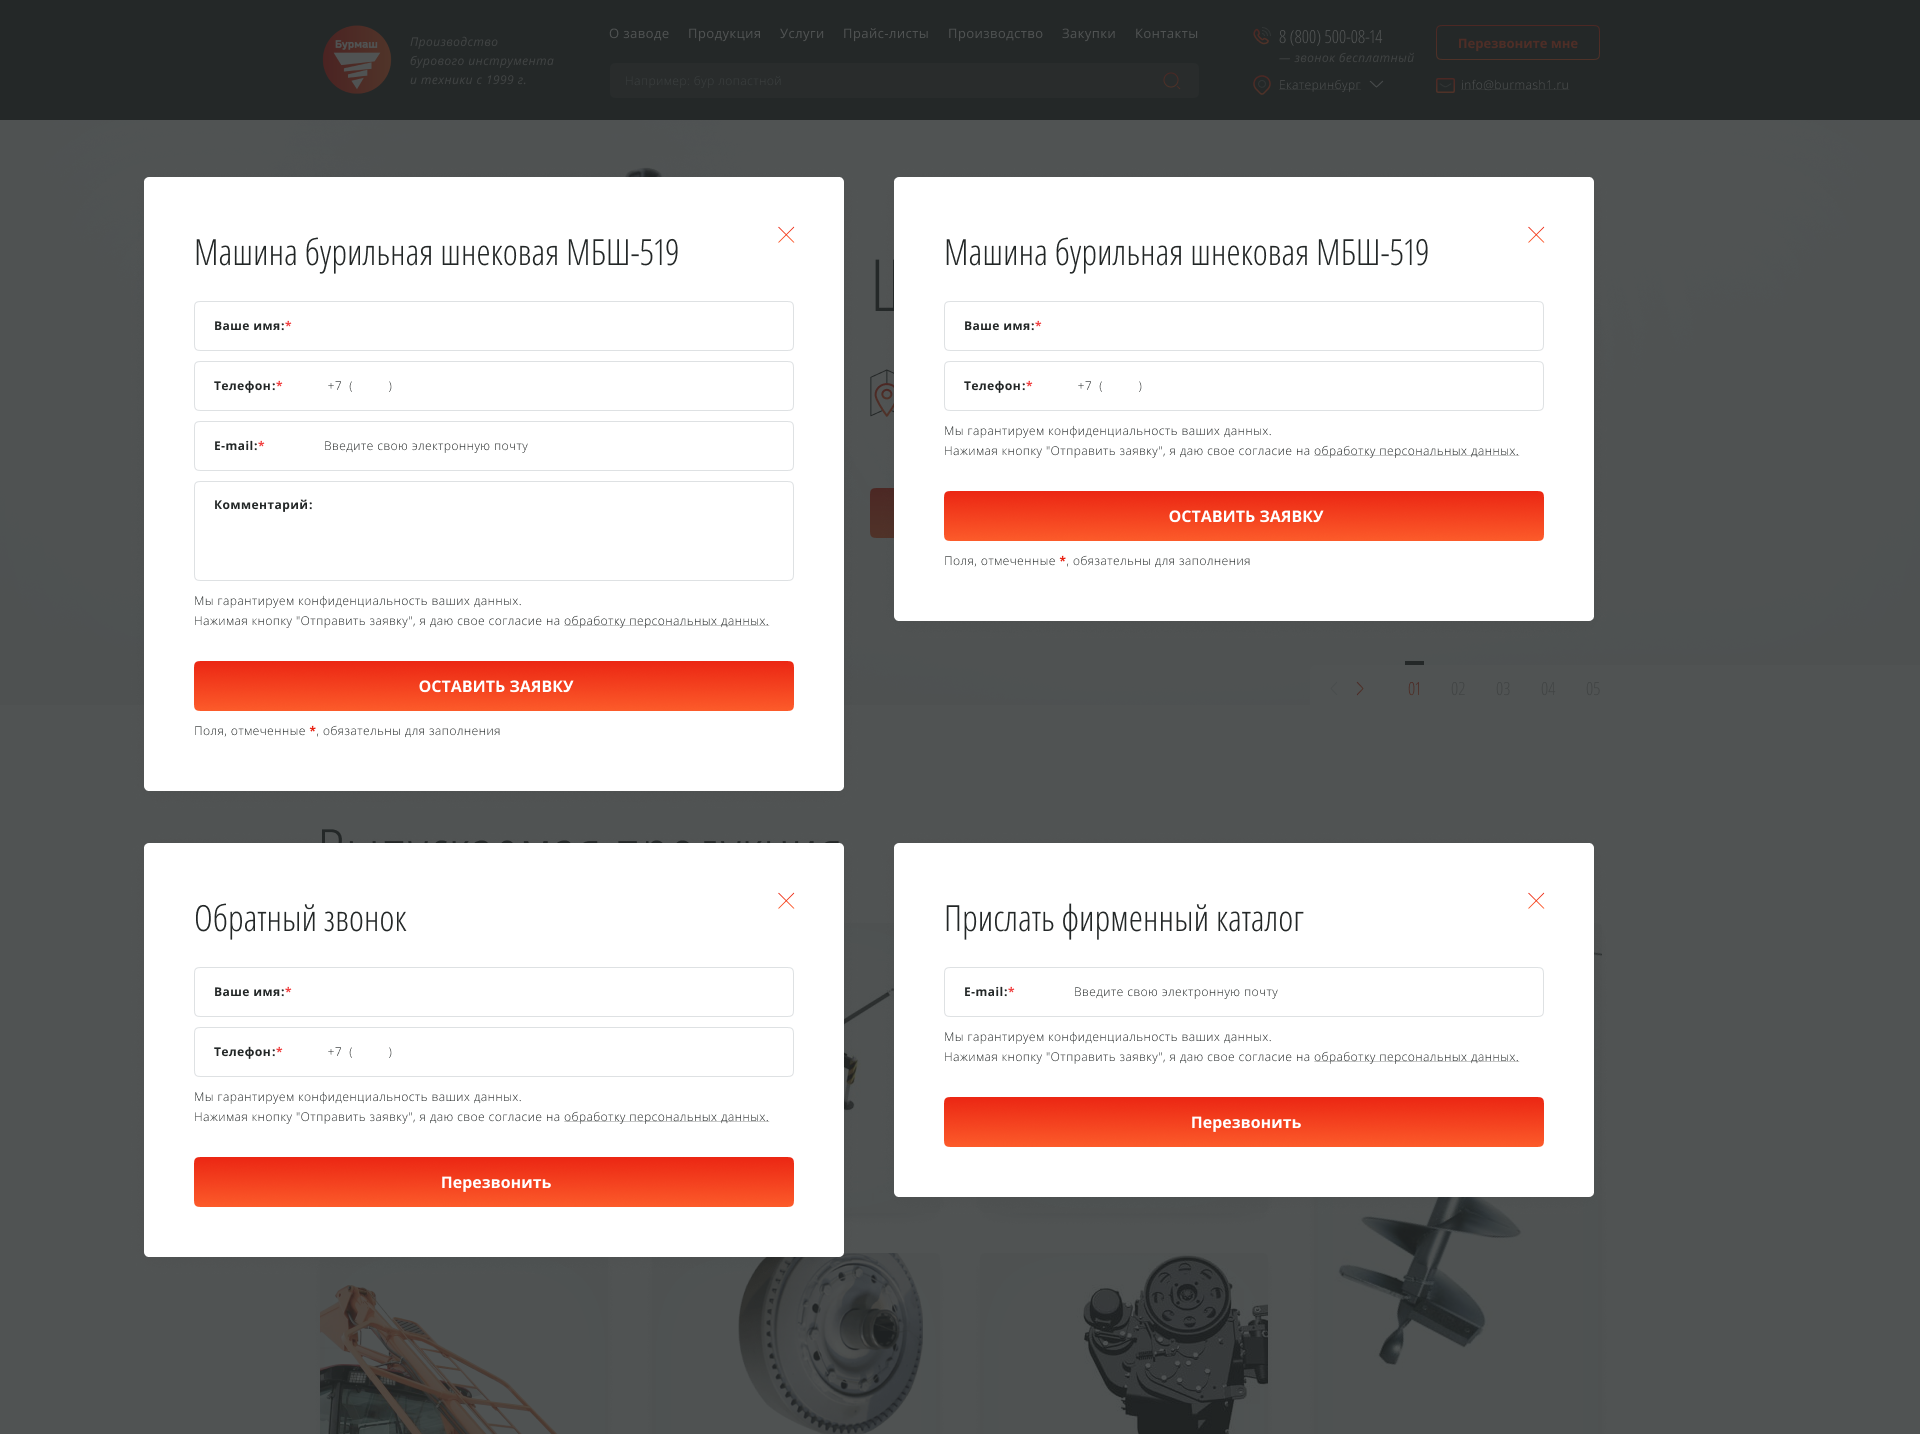 Бурмаш
Производство
бурового инструмента
и техники с 1999 г.
О заводе Продукция Услуги Прайс-листы Производство Закупки Контакты
Например: бур лопастной
8 (800) 500-08-14
— звонок бесплатный
Екатеринбург
Перезвоните мне
info@burmash1.ru
Машина бурильная шнековая МБШ-519
Ваше имя:*
Телефон:* +7 ( )
E-mail:* Введите свою электронную почту
Комментарий:
Мы гарантируем конфиденциальность ваших данных.
Нажимая кнопку "Отправить заявку", я даю свое согласие на обработку персональных данных.
ОСТАВИТЬ ЗАЯВКУ
Поля, отмеченные *, обязательны для заполнения
Машина бурильная шнековая МБШ-519
Ваше имя:*
Телефон:* +7 ( )
Мы гарантируем конфиденциальность ваших данных.
Нажимая кнопку "Отправить заявку", я даю свое согласие на обработку персональных данных.
ОСТАВИТЬ ЗАЯВКУ
Поля, отмеченные *, обязательны для заполнения
01 02 03 04 05
Выпускаемая продукция
Обратный звонок
Ваше имя:*
Телефон:* +7 ( )
Мы гарантируем конфиденциальность ваших данных.
Нажимая кнопку "Отправить заявку", я даю свое согласие на обработку персональных данных.
Перезвонить
Прислать фирменный каталог
E-mail:* Введите свою электронную почту
Мы гарантируем конфиденциальность ваших данных.
Нажимая кнопку "Отправить заявку", я даю свое согласие на обработку персональных данных.
Перезвонить